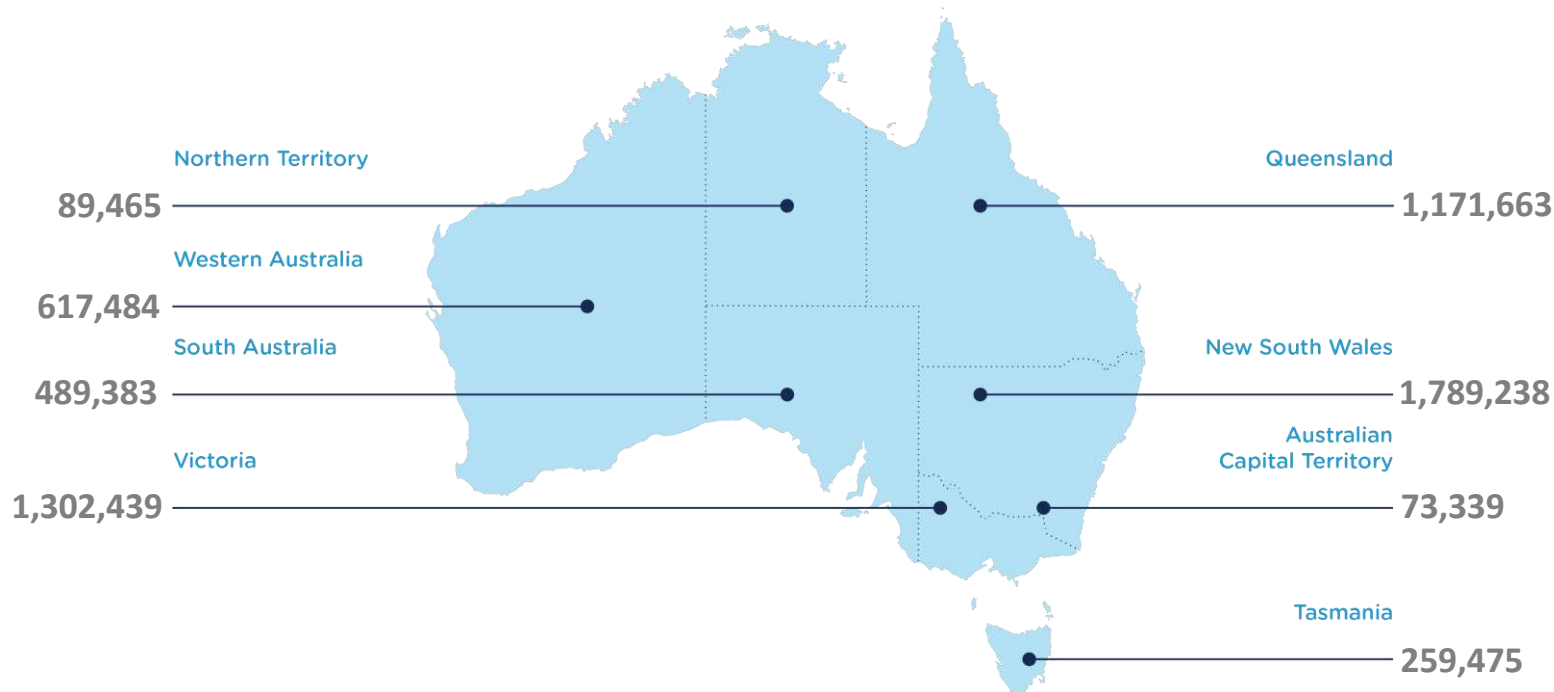 Northern Territory
89,465
Western Australia
617,484
South Australia
489,383
Victoria
1,302,439
Queensland
1,171,663
New South Wales
1,789,238
Australian
Capital Territory
73,339
Tasmania
259,475